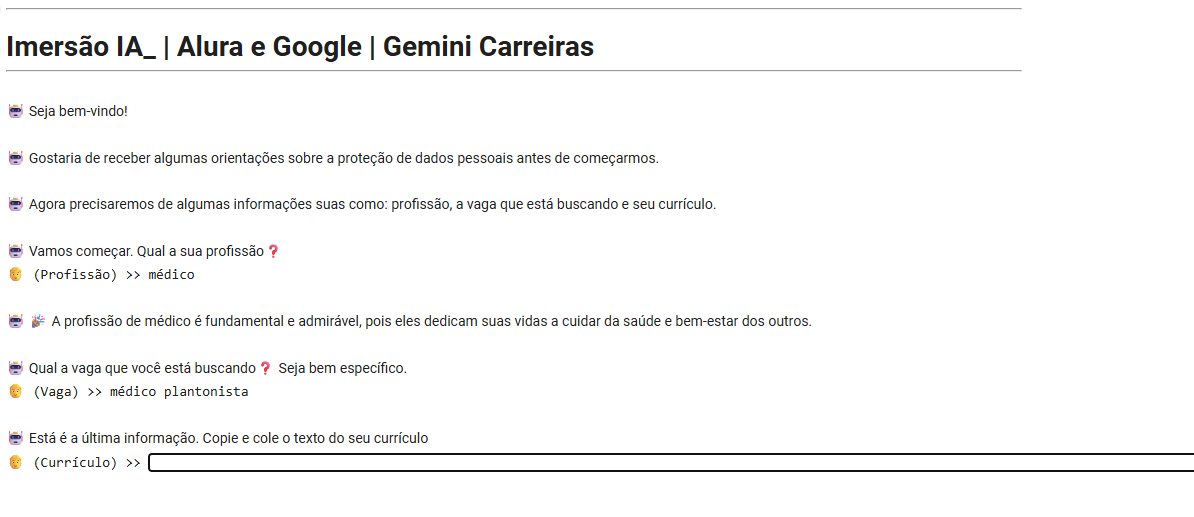 Imersão IA_ | Alura e Google | Gemini Carreiras
🤖 Seja bem-vindo!
🤖 Gostaria de receber algumas orientações sobre a proteção de dados pessoais antes de começarmos.
🤖 Agora precisaremos de algumas informações suas como: profissão, a vaga que está buscando e seu currículo.
🤖 Vamos começar. Qual a sua profissão❓
(Profissão) >> médico
🤖 🎉 A profissão de médico é fundamental e admirável, pois eles dedicam suas vidas a cuidar da saúde e bem-estar dos outros.
🤖 Qual a vaga que você está buscando❓ Seja bem específico.
(Vaga) >> médico plantonista
🤖 Está é a última informação. Copie e cole o texto do seu currículo
(Currículo) >>